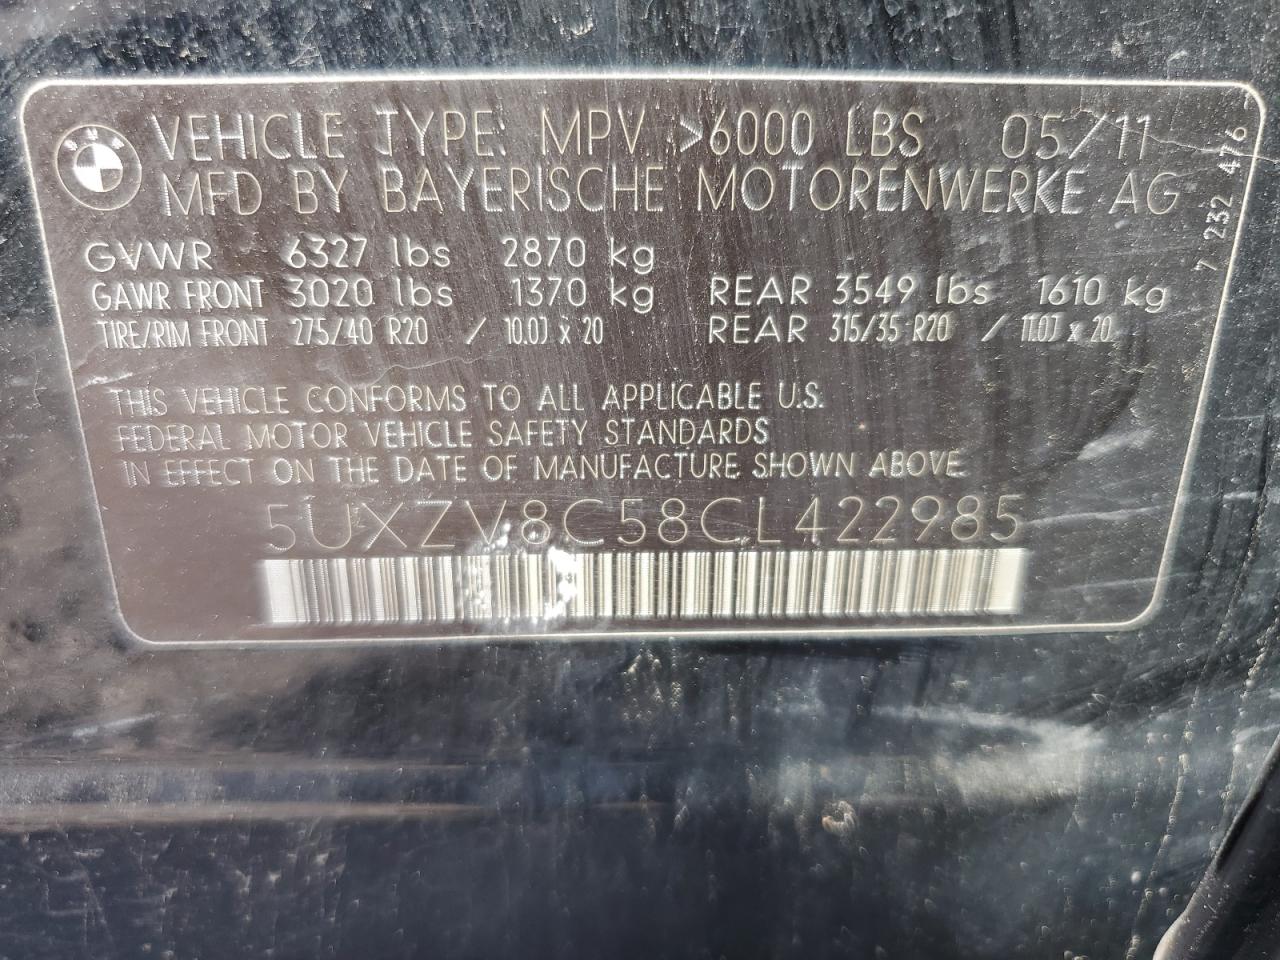 VEHICLE TYPE: MPV >6000 LBS 05/11
MFD BY BAYERISCHE MOTORENWERKE AG
GVWR 6327 lbs 2870 kg
GAWR FRONT 3020 lbs 1370 kg REAR 3549 lbs 1610 kg
TIRE/RIM FRONT 275/40 R20 / 10.0J x 20 REAR 315/35 R20 / 11.0J x 20
THIS VEHICLE CONFORMS TO ALL APPLICABLE U.S.
FEDERAL MOTOR VEHICLE SAFETY STANDARDS
IN EFFECT ON THE DATE OF MANUFACTURE SHOWN ABOVE.
5UXZV8C58CL422985
7 232 476